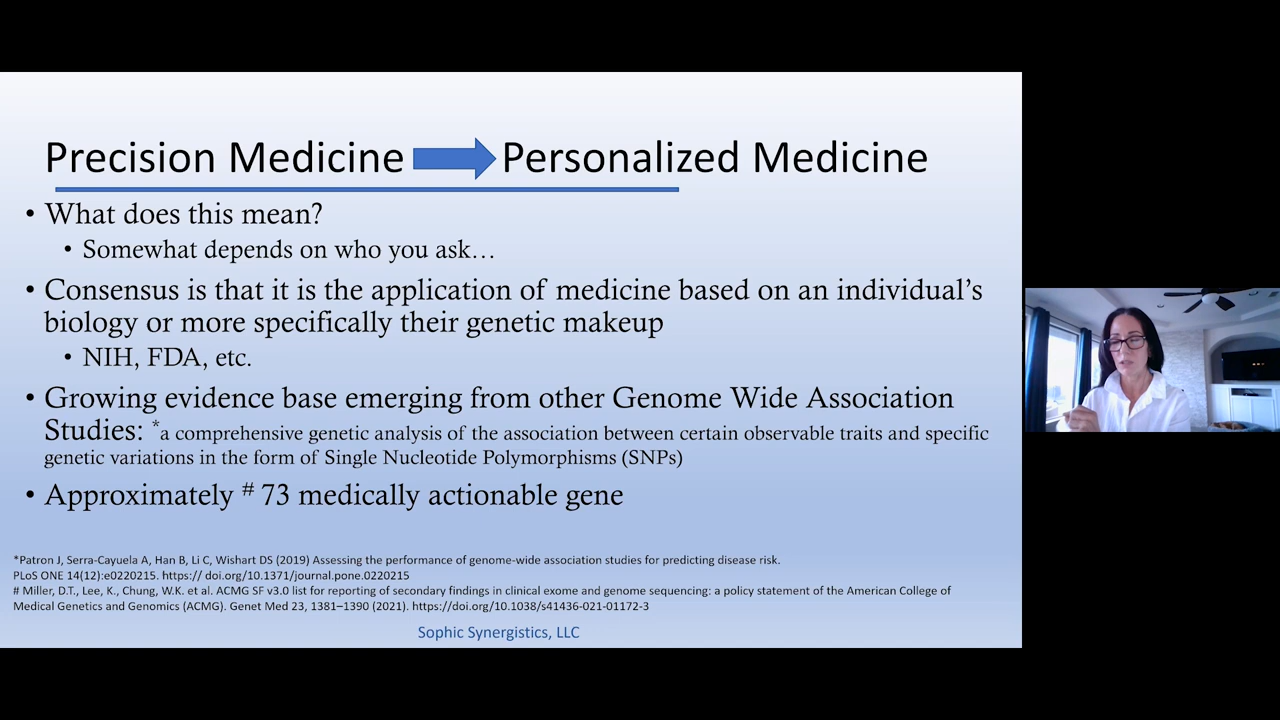 Precision Medicine Personalized Medicine
• What does this mean?
• Somewhat depends on who you ask…
• Consensus is that it is the application of medicine based on an individual’s
biology or more specifically their genetic makeup
• NIH, FDA, etc.
• Growing evidence base emerging from other Genome Wide Association
Studies: *a comprehensive genetic analysis of the association between certain observable traits and specific
genetic variations in the form of Single Nucleotide Polymorphisms (SNPs)
• Approximately # 73 medically actionable gene
*Patron J, Serra-Cayuela A, Han B, Li C, Wishart DS (2019) Assessing the performance of genome-wide association studies for predicting disease risk.
PLoS ONE 14(12):e0220215. https:// doi.org/10.1371/journal.pone.0220215
# Miller, D.T., Lee, K., Chung, W.K. et al. ACMG SF v3.0 list for reporting of secondary findings in clinical exome and genome sequencing: a policy statement of the American College of
Medical Genetics and Genomics (ACMG). Genet Med 23, 1381–1390 (2021). https://doi.org/10.1038/s41436-021-01172-3
Sophic Synergistics, LLC